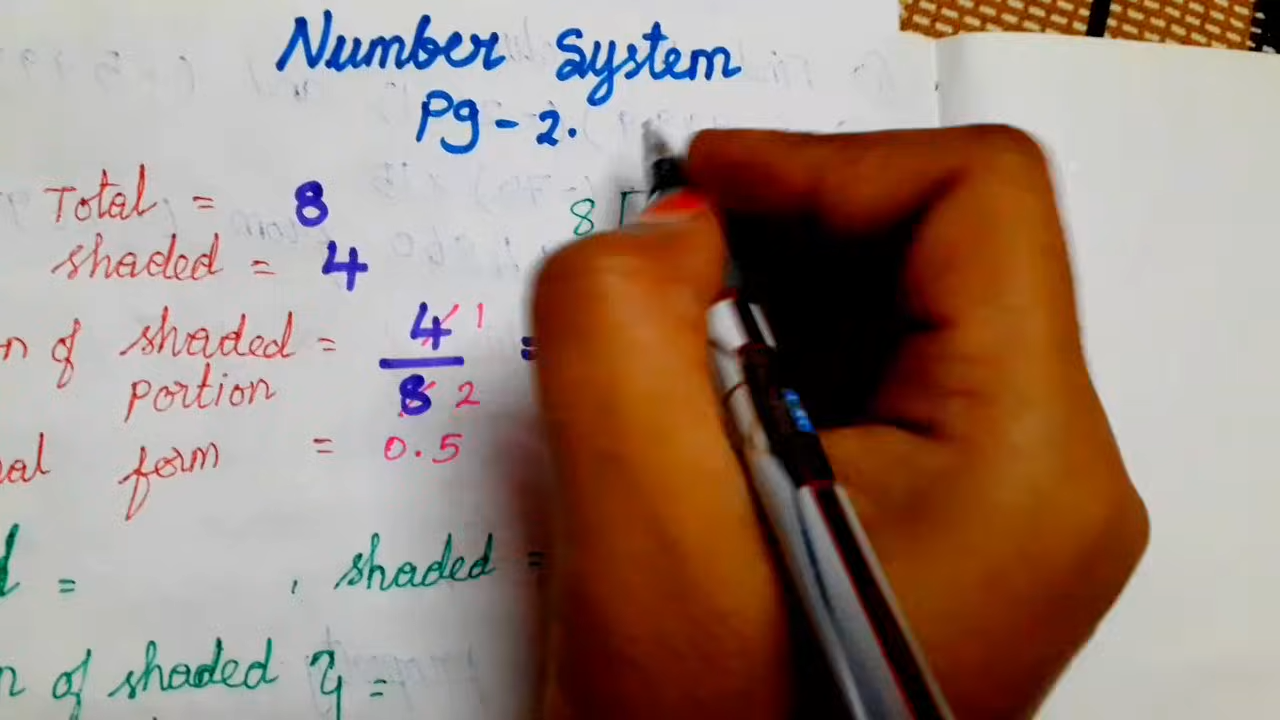 Number System
Pg - 2.
Total = 8
8
shaded = 4
n of shaded = 4 1
portion 8 2 =
al form = 0.5
d = , shaded =
n of shaded } =